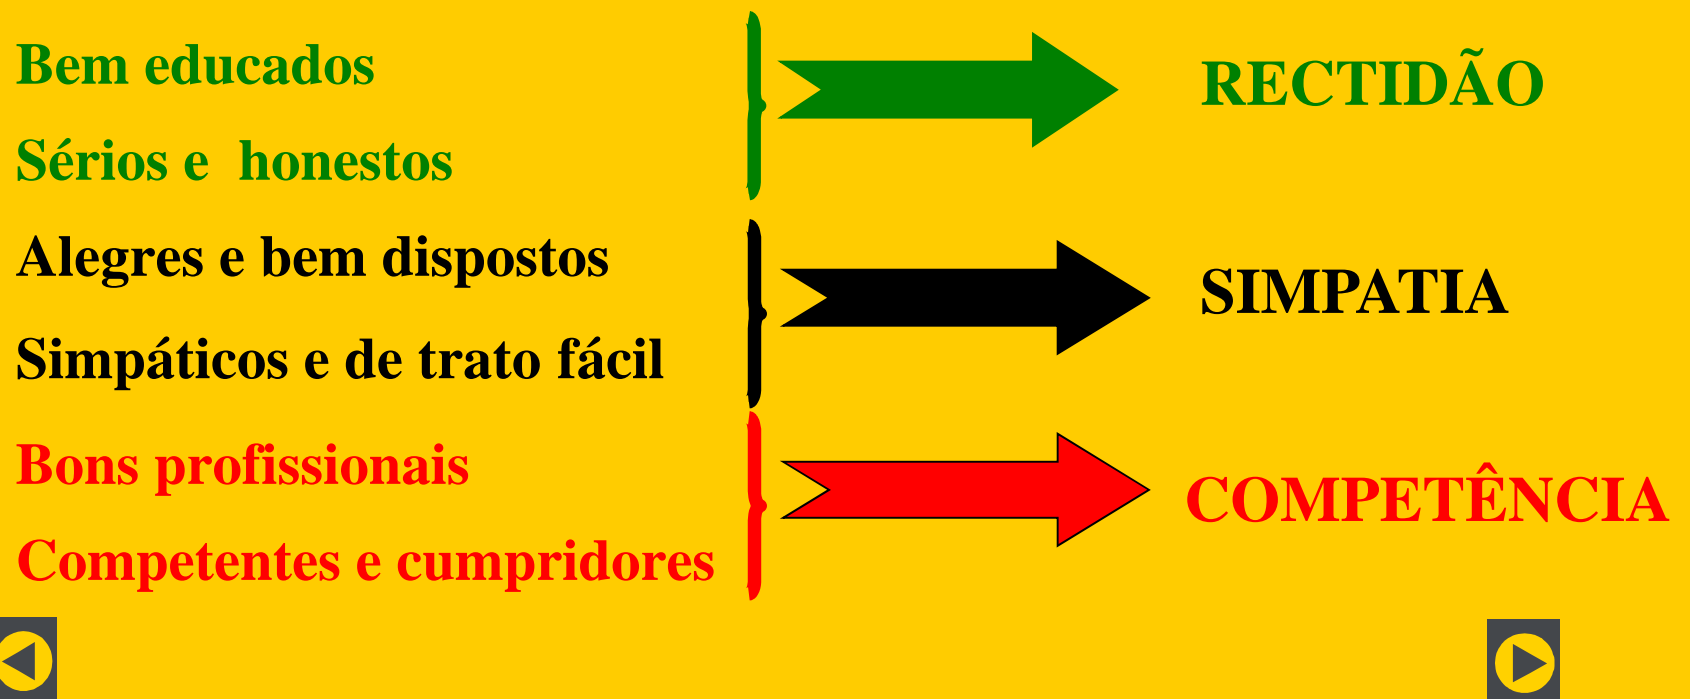 Bem educados
RECTIDÃO
Sérios e  honestos
Alegres e bem dispostos
SIMPATIA
Simpáticos e de trato fácil
Bons profissionais
COMPETÊNCIA
Competentes e cumpridores